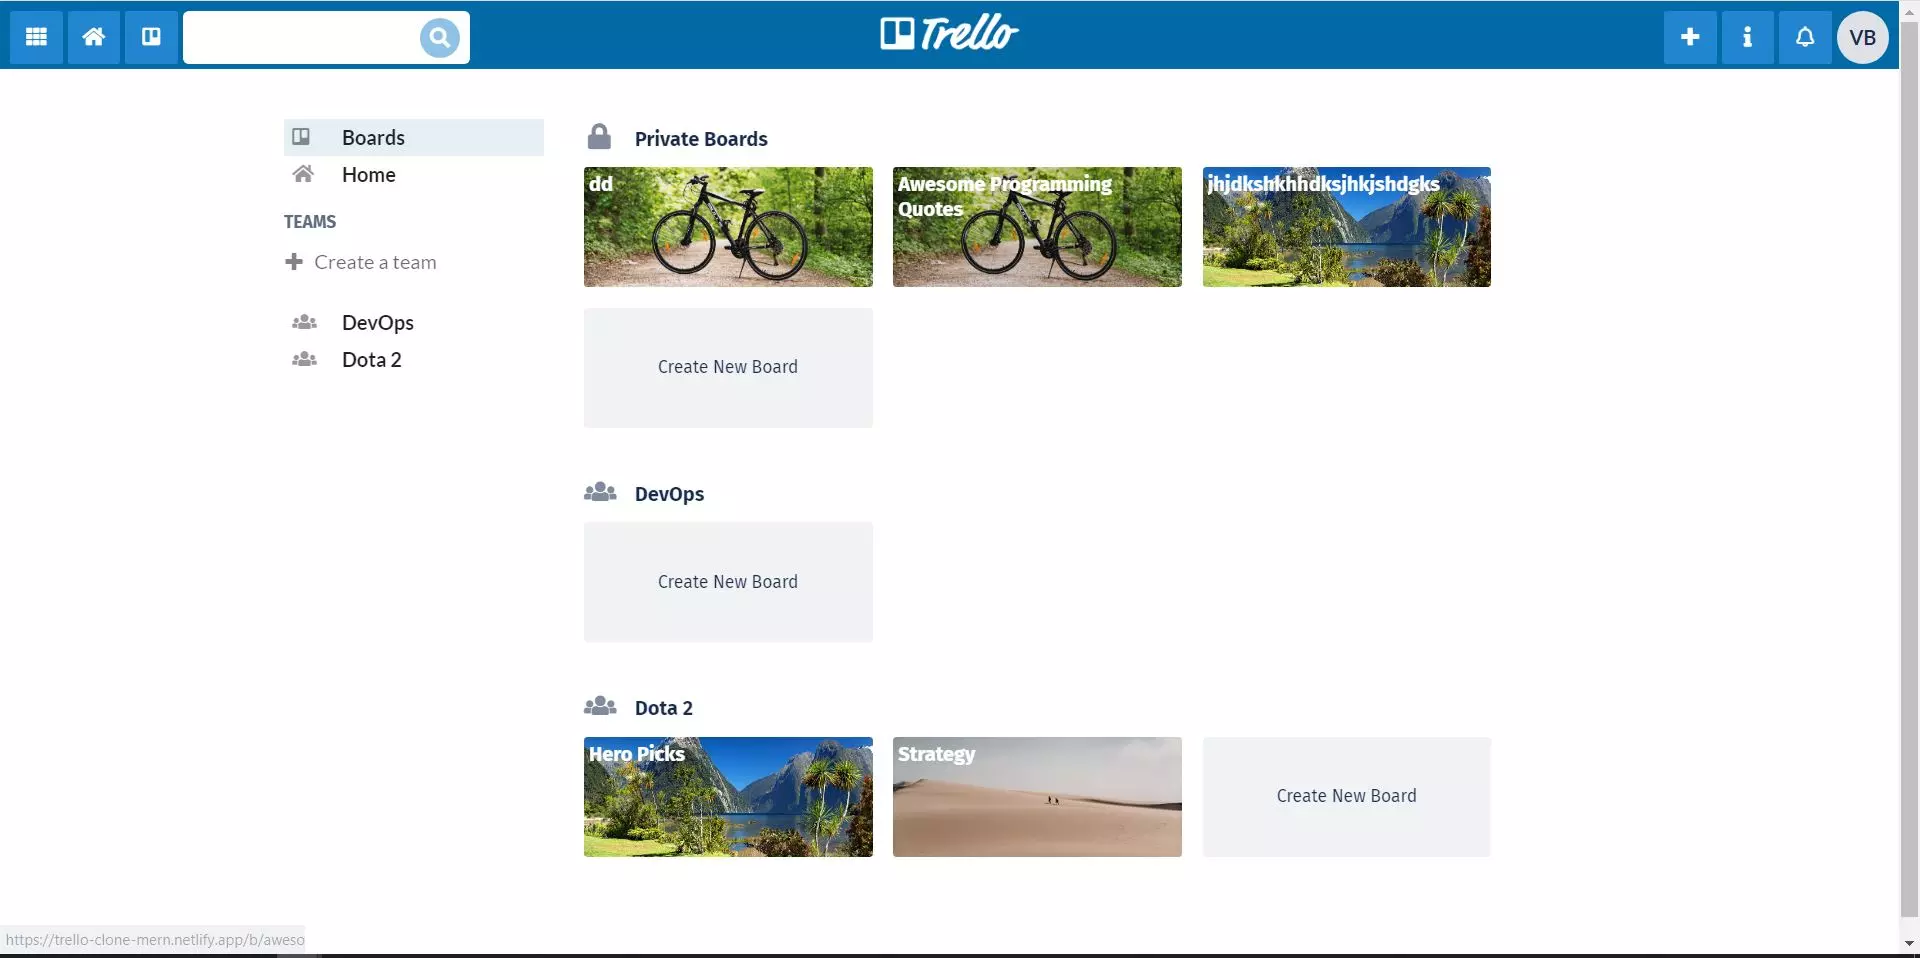 Trello
VB
Boards
Home
TEAMS
Create a team
DevOps
Dota 2
Private Boards
dd
Awesome Programming
Quotes
jhjdkshkhhdksjhkjshdgks
Create New Board
DevOps
Create New Board
Dota 2
Hero Picks
Strategy
Create New Board
https://trello-clone-mern.netlify.app/b/aweso